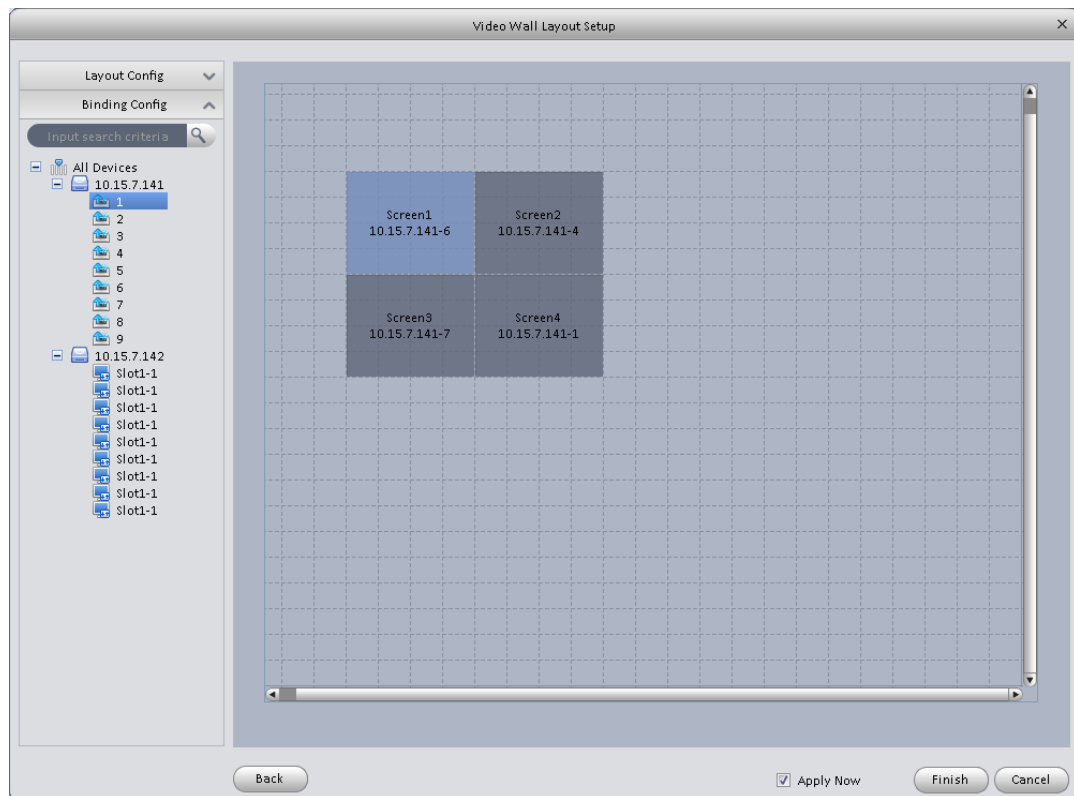 Video Wall Layout Setup
Layout Config
Binding Config
Input search criteria
All Devices
10.15.7.141
1
2
3
4
5
6
7
8
9
10.15.7.142
Slot1-1
Slot1-1
Slot1-1
Slot1-1
Slot1-1
Slot1-1
Slot1-1
Slot1-1
Slot1-1
Screen1
10.15.7.141-6
Screen2
10.15.7.141-4
Screen3
10.15.7.141-7
Screen4
10.15.7.141-1
Back
Apply Now
Finish
Cancel